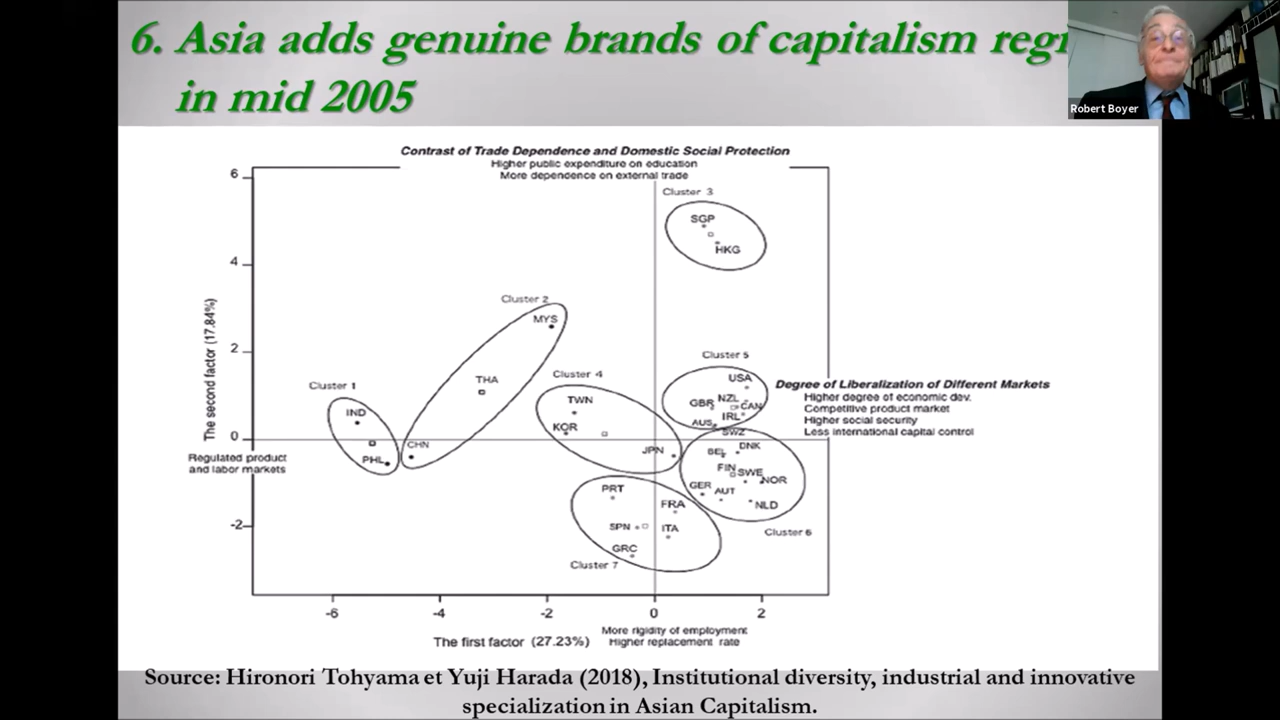 6. Asia adds genuine brands of capitalism
in mid 2005
Robert Boyer
Contrast of Trade Dependence and Domestic Social Protection
Higher public expenditure on education
More dependence on external trade
6
Cluster 3
SGP
HKG
4
Cluster 2
MYS
The second factor (17.84%)
2
Cluster 5
THA
Cluster 4
USA
Degree of Liberalization of Different Markets
Cluster 1
TWN
GBR
NZL
CAN
Higher degree of economic dev.
IND
IRL
Competitive product market
KOR
AUS
Higher social security
0
SWZ
Less international capital control
CHN
JPN
BEL
DNK
Regulated product
and labor markets
PHL
FIN
SWE
NOR
PRT
GER
AUT
FRA
NLD
-2
SPN
ITA
Cluster 6
GRC
Cluster 7
-6
-4
-2
0
2
More rigidity of employment
The first factor (27.23%)
Higher replacement rate
Source: Hironori Tohyama et Yuji Harada (2018), Institutional diversity, industrial and innovative
specialization in Asian Capitalism.